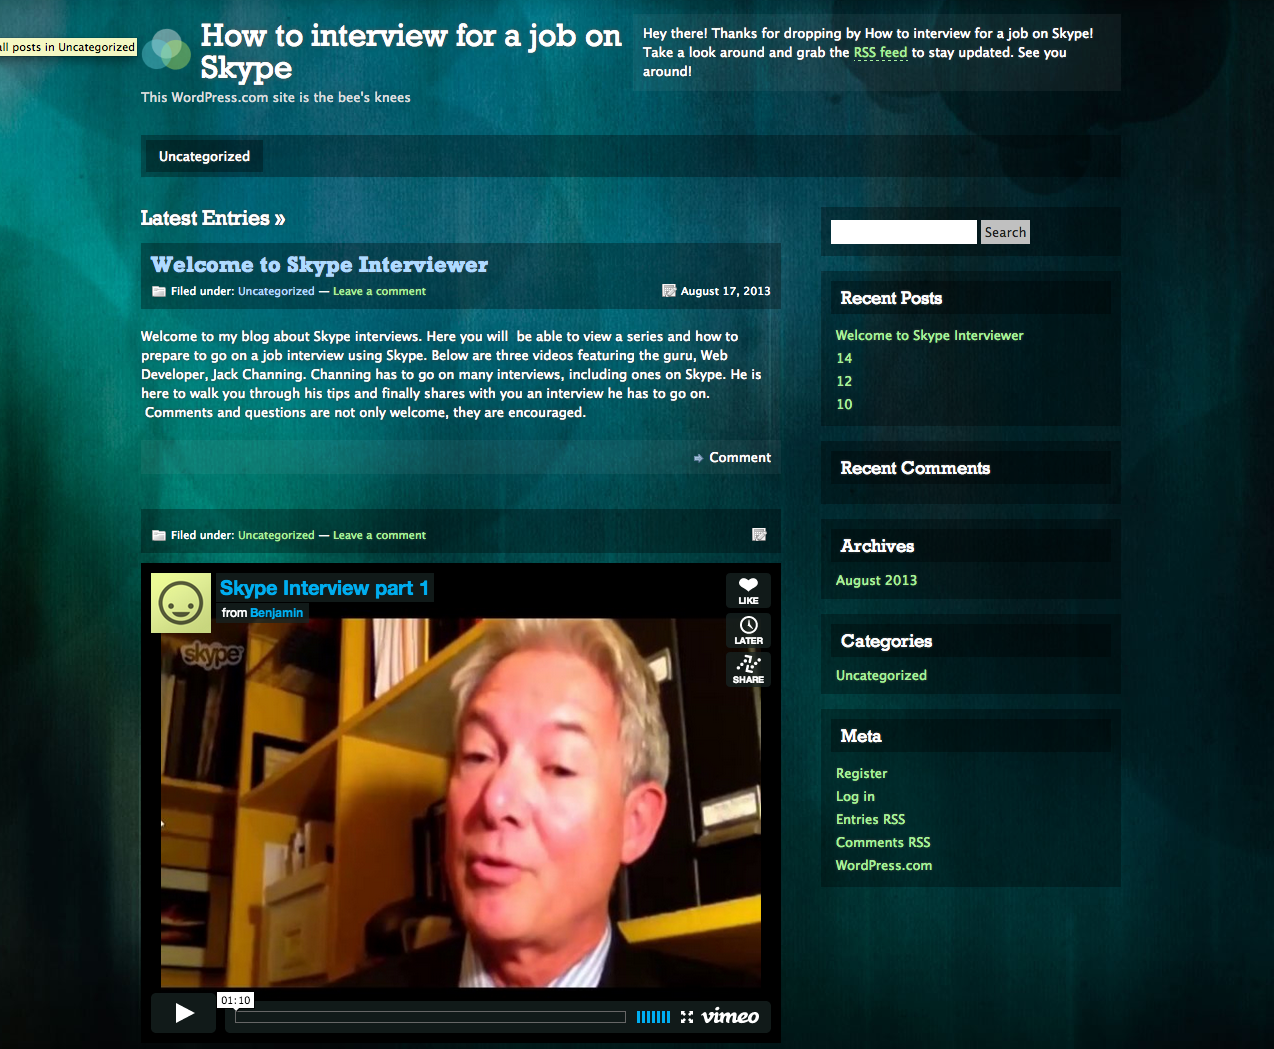 all posts in Uncategorized
How to interview for a job on
Skype
This WordPress.com site is the bee's knees
Hey there! Thanks for dropping by How to interview for a job on Skype!
Take a look around and grab the RSS feed to stay updated. See you
around!
Uncategorized
Latest Entries »
Welcome to Skype Interviewer
Filed under: Uncategorized — Leave a comment
August 17, 2013
Welcome to my blog about Skype interviews. Here you will  be able to view a series and how to
prepare to go on a job interview using Skype. Below are three videos featuring the guru, Web
Developer, Jack Channing. Channing has to go on many interviews, including ones on Skype. He is
here to walk you through his tips and finally shares with you an interview he has to go on.
Comments and questions are not only welcome, they are encouraged.
Comment
Filed under: Uncategorized — Leave a comment
Skype Interview part 1
from Benjamin
skype
LIKE
LATER
SHARE
01:10
vimeo
Search
Recent Posts
Welcome to Skype Interviewer
14
12
10
Recent Comments
Archives
August 2013
Categories
Uncategorized
Meta
Register
Log in
Entries RSS
Comments RSS
WordPress.com